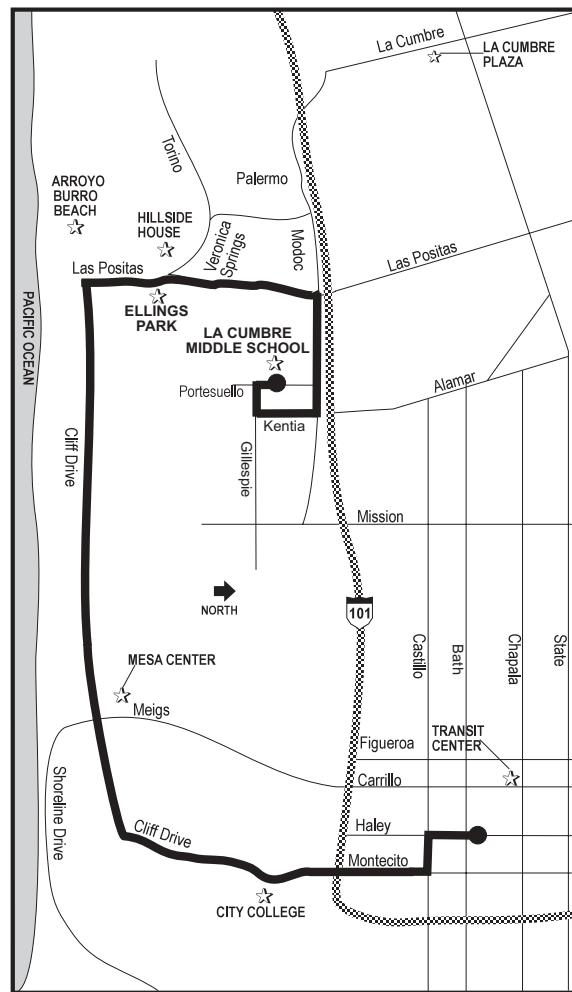 La Cumbre
LA CUMBRE
PLAZA
Torino
Palermo
ARROYO
BURRO
BEACH
HILLSIDE
HOUSE
Veronica
Springs
Modoc
Las Positas
Las Positas
ELLINGS
PARK
PACIFIC OCEAN
LA CUMBRE
MIDDLE SCHOOL
Portesuello
Alamar
Kentia
Cliff Drive
Gillespie
Mission
NORTH
101
Castillo
Bath
Chapala
State
MESA CENTER
Meigs
TRANSIT
CENTER
Figueroa
Carrillo
Shoreline Drive
Haley
Cliff Drive
Montecito
CITY COLLEGE